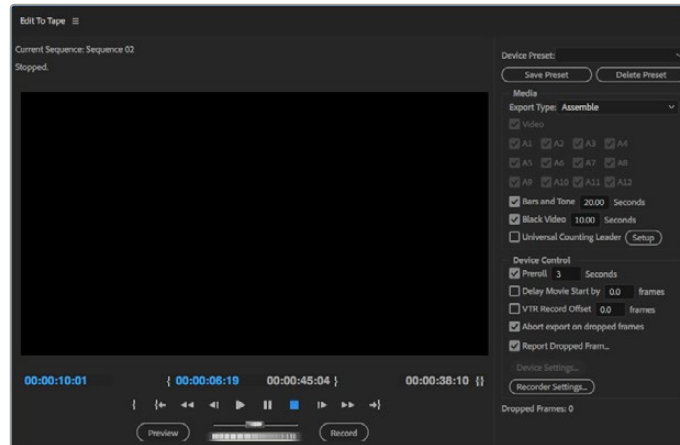 Edit To Tape
Current Sequence: Sequence 02
Stopped.
00:00:10:01
{ 00:00:06:19
00:00:45:04 }
00:00:38:10 {}
Preview
Record
Device Preset:
Save Preset
Delete Preset
Media
Export Type: Assemble
Video
A1 A2 A3 A4
A5 A6 A7 A8
A9 A10 A11 A12
Bars and Tone 20.00 Seconds
Black Video 10.00 Seconds
Universal Counting Leader Setup
Device Control
Preroll 3 Seconds
Delay Movie Start by 0.0 frames
VTR Record Offset 0.0 frames
Abort export on dropped frames
Report Dropped Fram...
Device Settings...
Recorder Settings...
Dropped Frames: 0